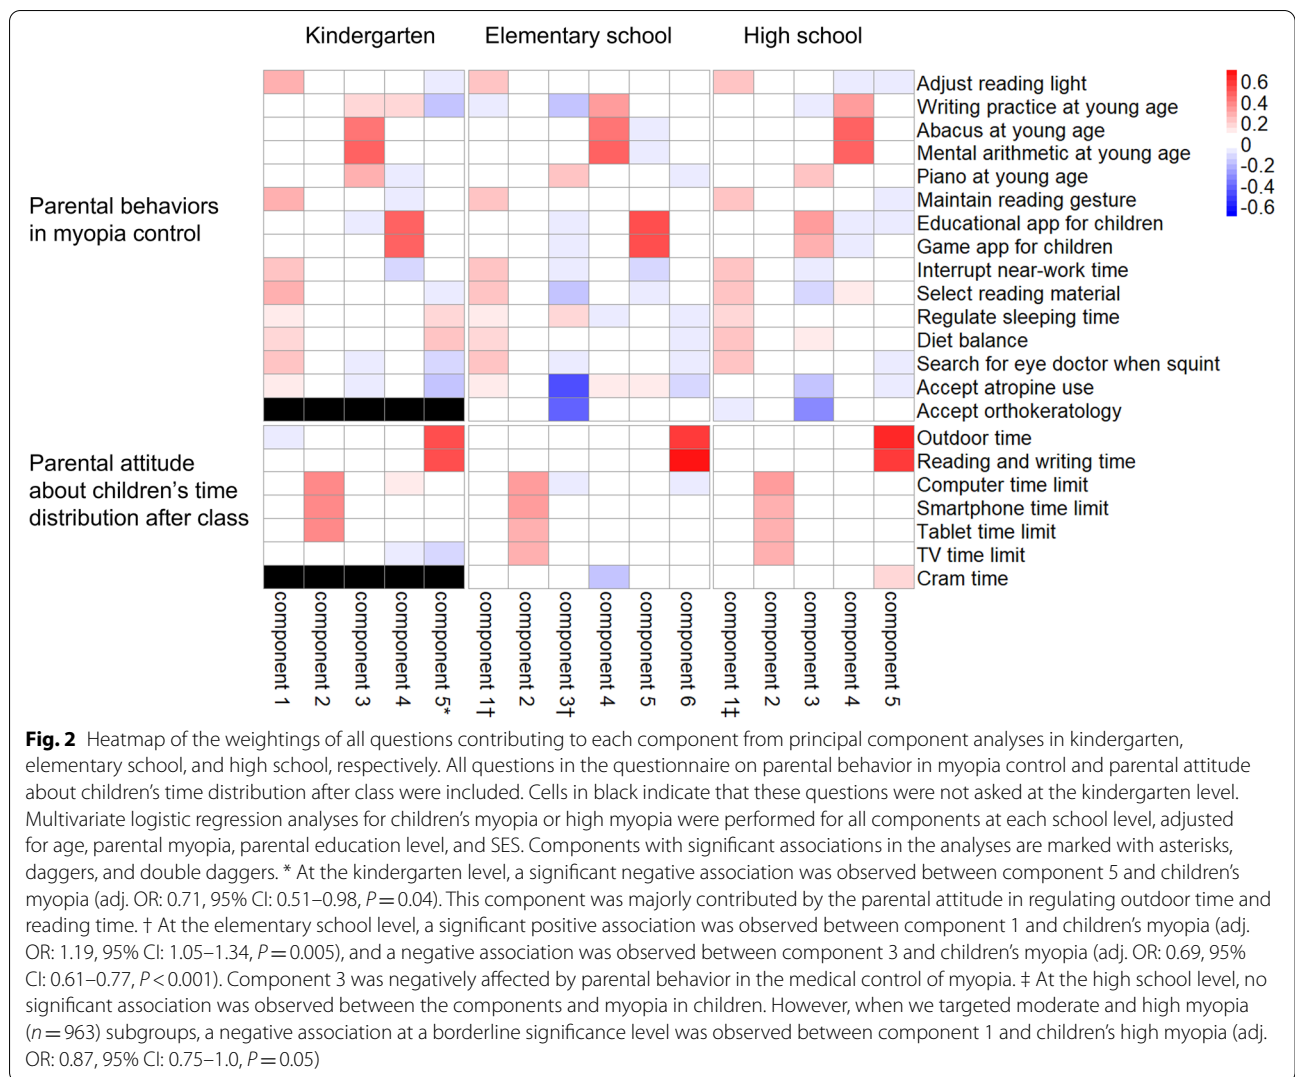 Kindergarten Elementary school High school
Adjust reading light
Writing practice at young age
Abacus at young age
Mental arithmetic at young age
Piano at young age
Maintain reading gesture
Educational app for children
Game app for children
Interrupt near-work time
Select reading material
Regulate sleeping time
Diet balance
Search for eye doctor when squint
Accept atropine use
Accept orthokeratology
Outdoor time
Reading and writing time
Computer time limit
Smartphone time limit
Tablet time limit
TV time limit
Cram time
Parental behaviors
in myopia control
Parental attitude
about children's time
distribution after class
0.6
0.4
0.2
0
-0.2
-0.4
-0.6
component 1
component 2
component 3
component 4
component 5*
component 1†
component 2
component 3†
component 4
component 5
component 6
component 1‡
component 2
component 3
component 4
component 5
Fig. 2 Heatmap of the weightings of all questions contributing to each component from principal component analyses in kindergarten,
elementary school, and high school, respectively. All questions in the questionnaire on parental behavior in myopia control and parental attitude
about children's time distribution after class were included. Cells in black indicate that these questions were not asked at the kindergarten level.
Multivariate logistic regression analyses for children's myopia or high myopia were performed for all components at each school level, adjusted
for age, parental myopia, parental education level, and SES. Components with significant associations in the analyses are marked with asterisks,
daggers, and double daggers. * At the kindergarten level, a significant negative association was observed between component 5 and children's
myopia (adj. OR: 0.71, 95% CI: 0.51–0.98, P = 0.04). This component was majorly contributed by the parental attitude in regulating outdoor time and
reading time. † At the elementary school level, a significant positive association was observed between component 1 and children's myopia (adj.
OR: 1.19, 95% CI: 1.05–1.34, P = 0.005), and a negative association was observed between component 3 and children's myopia (adj. OR: 0.69, 95%
CI: 0.61–0.77, P < 0.001). Component 3 was negatively affected by parental behavior in the medical control of myopia. ‡ At the high school level, no
significant association was observed between the components and myopia in children. However, when we targeted moderate and high myopia
(n = 963) subgroups, a negative association at a borderline significance level was observed between component 1 and children's high myopia (adj.
OR: 0.87, 95% CI: 0.75–1.0, P = 0.05)